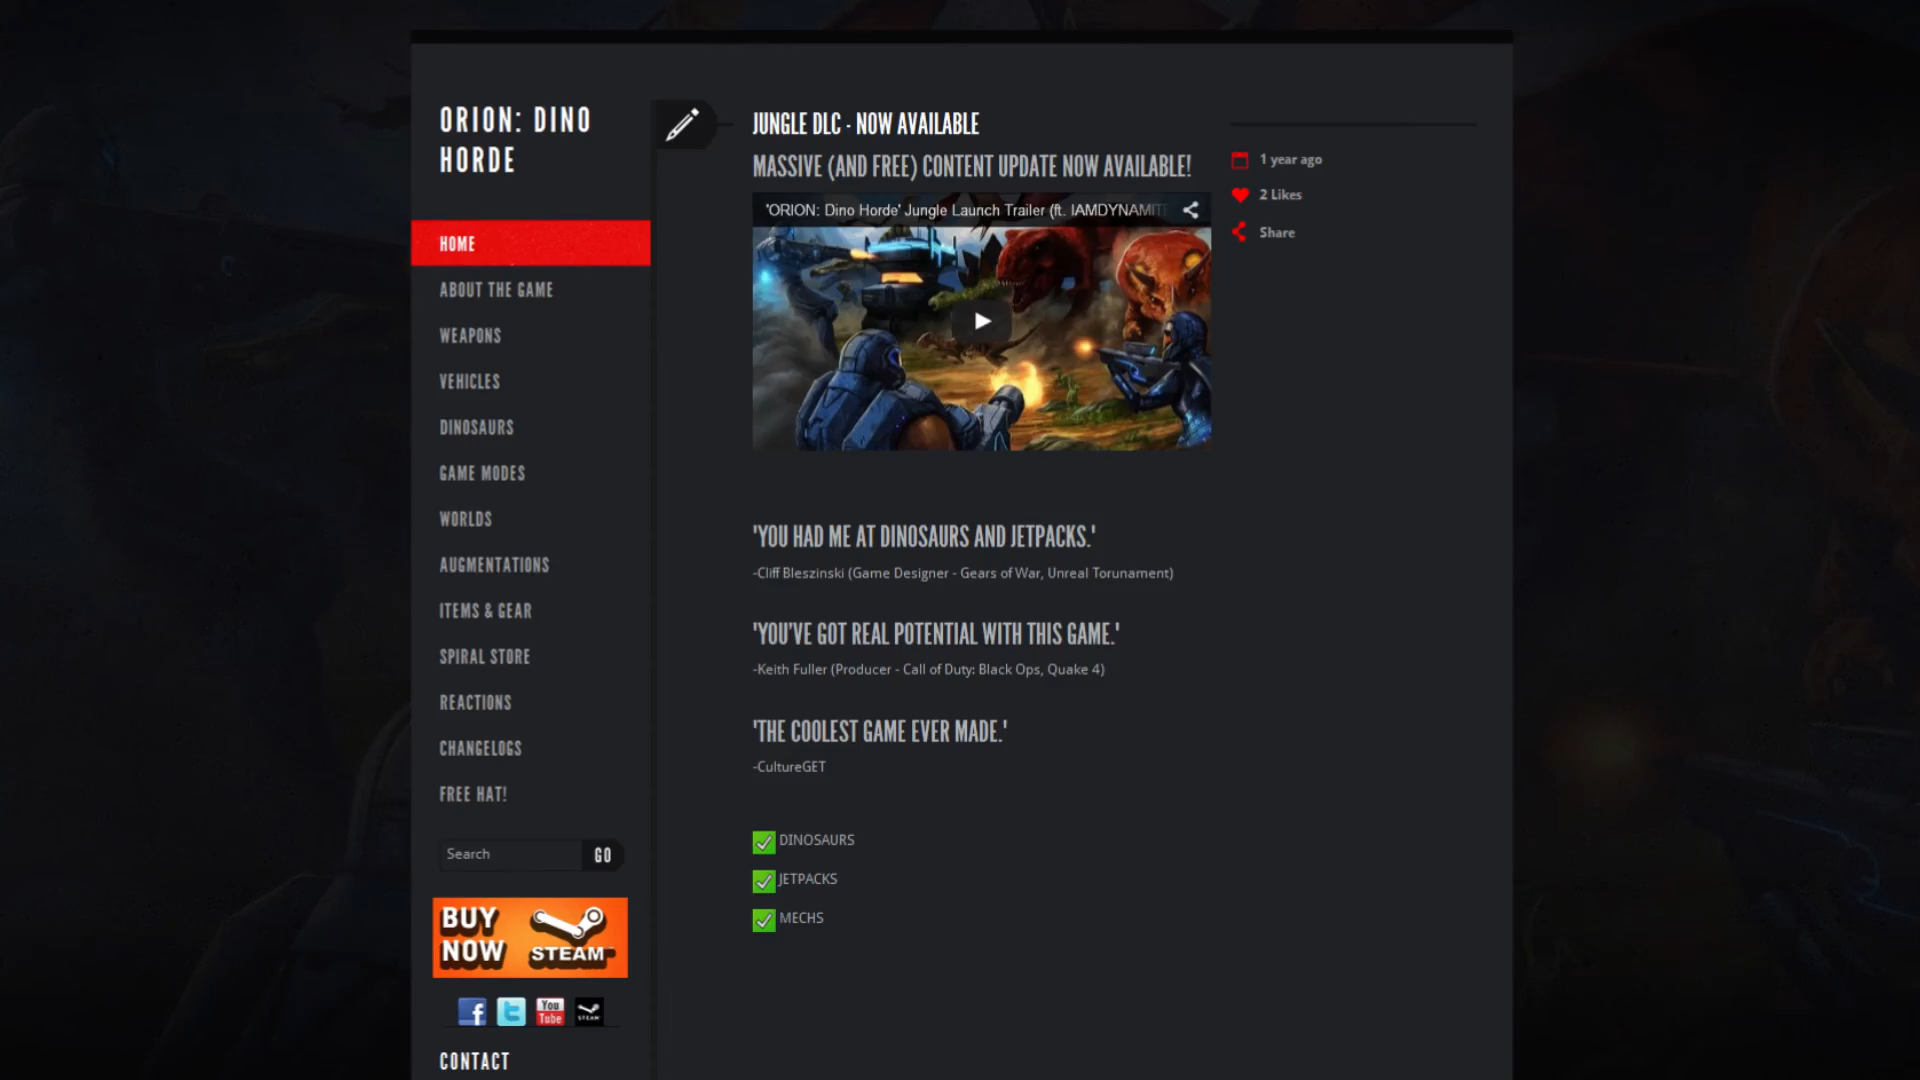 ORION: DINO
HORDE
HOME
ABOUT THE GAME
WEAPONS
VEHICLES
DINOSAURS
GAME MODES
WORLDS
AUGMENTATIONS
ITEMS & GEAR
SPIRAL STORE
REACTIONS
CHANGELOGS
FREE HAT!
Search
GO
BUY
NOW
STEAM
f
t
You
Tube
STEAM
CONTACT
JUNGLE DLC - NOW AVAILABLE
MASSIVE (AND FREE) CONTENT UPDATE NOW AVAILABLE!
'ORION: Dino Horde' Jungle Launch Trailer (ft. IAMDYNAMIT
'YOU HAD ME AT DINOSAURS AND JETPACKS.'
-Cliff Bleszinski (Game Designer - Gears of War, Unreal Torunament)
'YOU'VE GOT REAL POTENTIAL WITH THIS GAME.'
-Keith Fuller (Producer - Call of Duty: Black Ops, Quake 4)
'THE COOLEST GAME EVER MADE.'
-CultureGET
DINOSAURS
JETPACKS
MECHS
1 year ago
2 Likes
Share